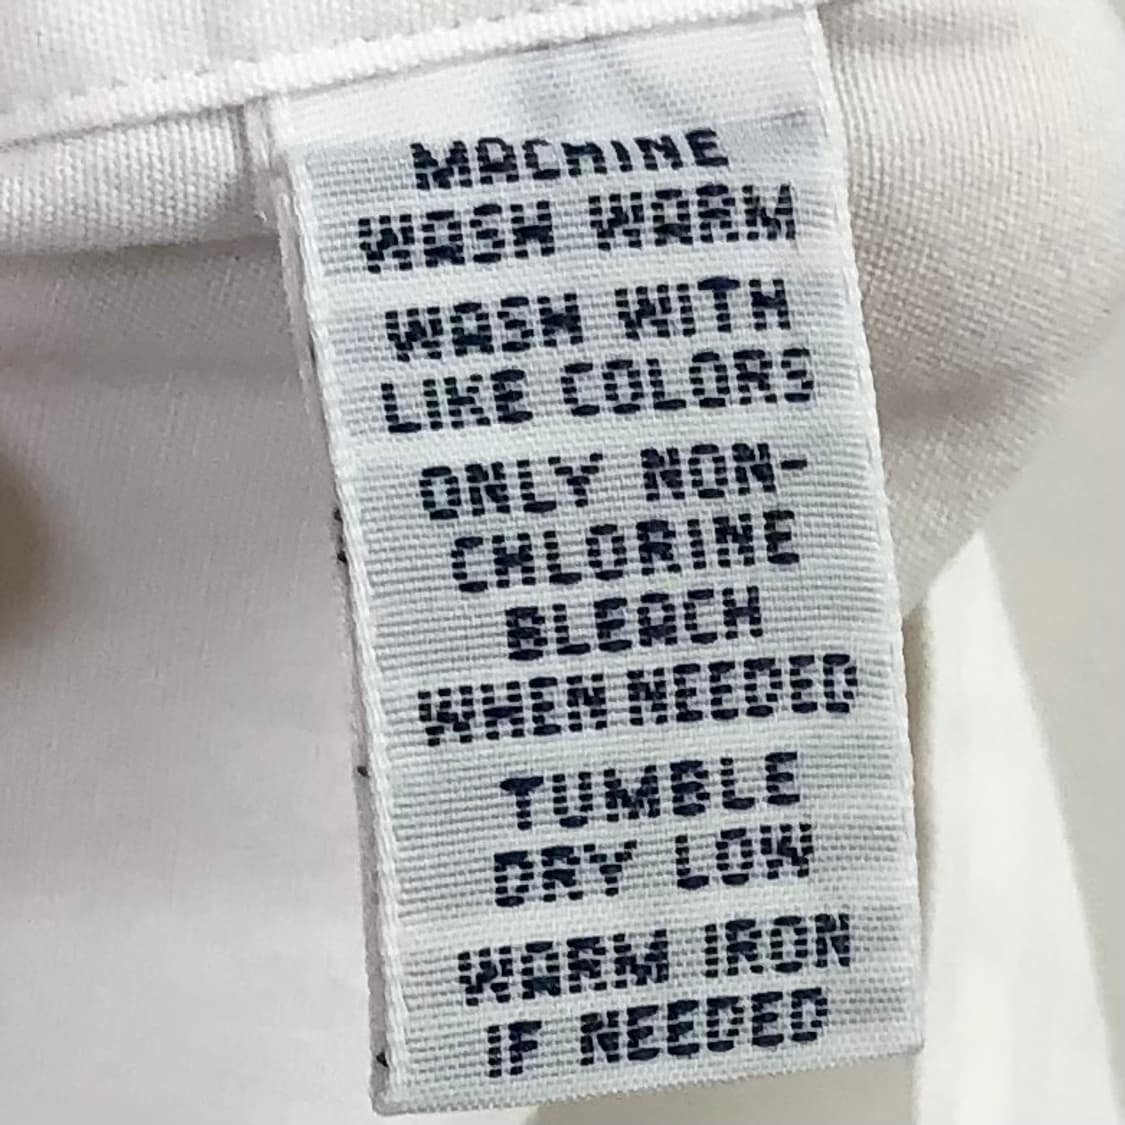 MACHINE
WASH WARM
WASH WITH
LIKE COLORS
ONLY NON-
CHLORINE
BLEACH
WHEN NEEDED
TUMBLE
DRY LOW
WARM IRON
IF NEEDED